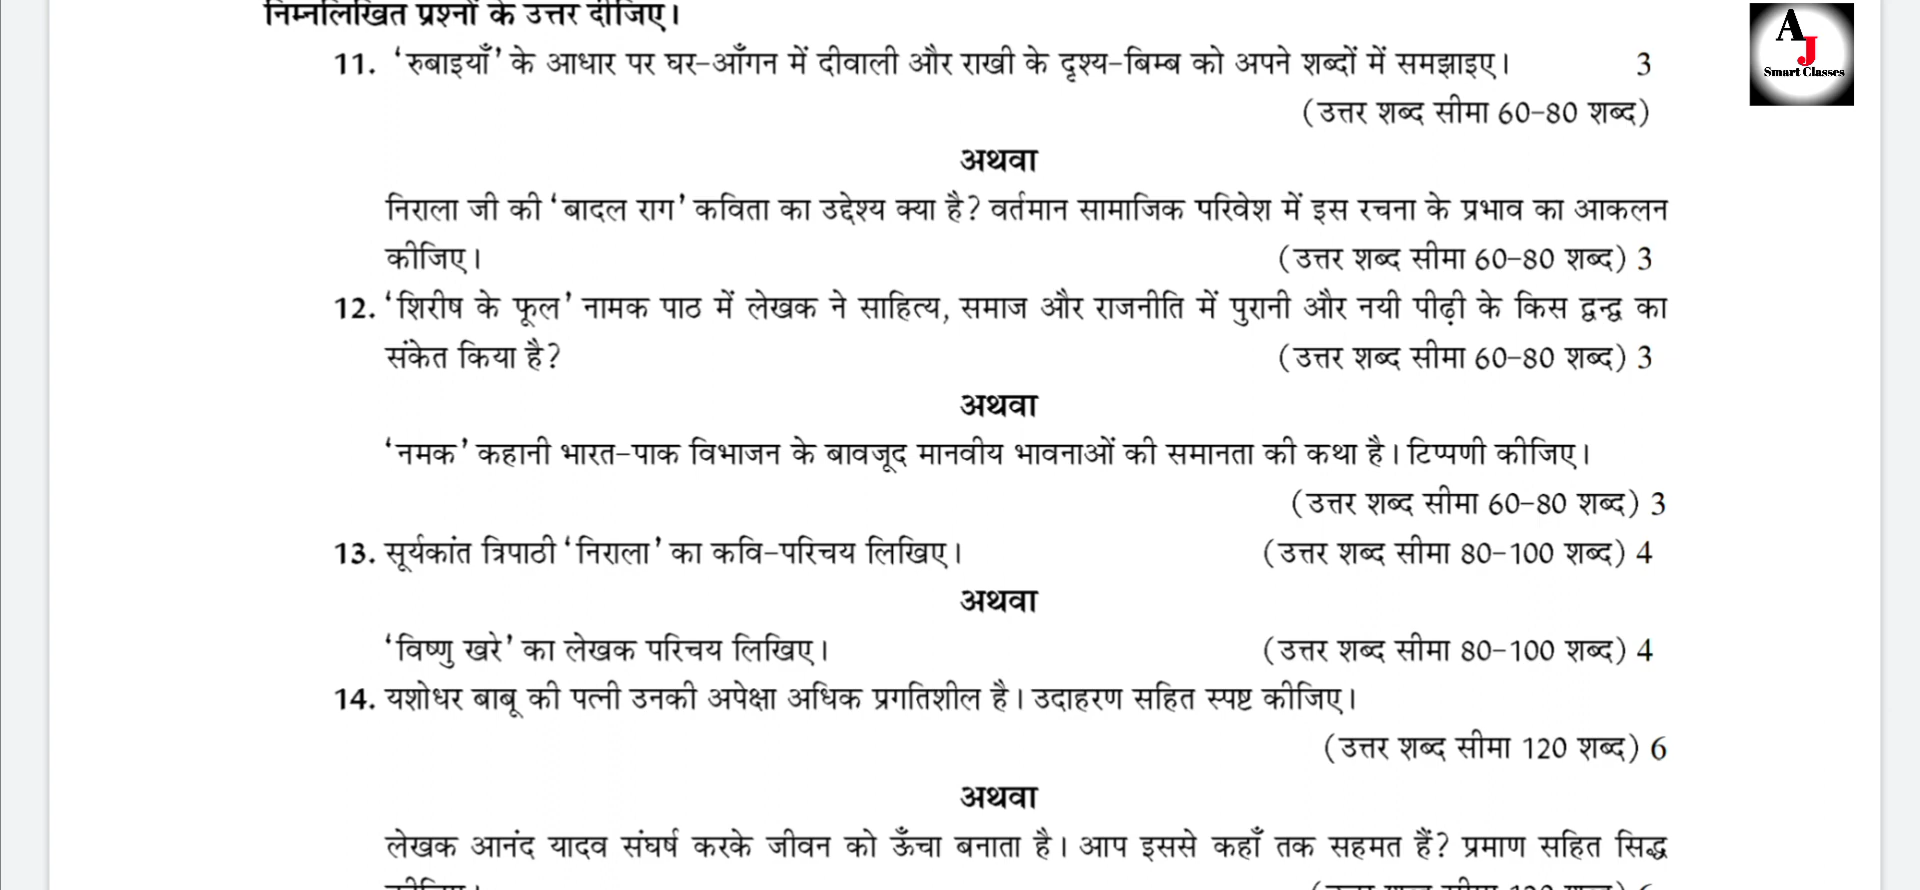 निम्नलिखित प्रश्नों के उत्तर दीजिए।
A
J
Smart Classes
11. ‘रुबाइयाँ’ के आधार पर घर-आँगन में दीवाली और राखी के दृश्य-बिम्ब को अपने शब्दों में समझाइए। 3
(उत्तर शब्द सीमा 60-80 शब्द)
अथवा
निराला जी की ‘बादल राग’ कविता का उद्देश्य क्या है? वर्तमान सामाजिक परिवेश में इस रचना के प्रभाव का आकलन
कीजिए। (उत्तर शब्द सीमा 60-80 शब्द) 3
12. ‘शिरीष के फूल’ नामक पाठ में लेखक ने साहित्य, समाज और राजनीति में पुरानी और नयी पीढ़ी के किस द्वन्द्व का
संकेत किया है? (उत्तर शब्द सीमा 60-80 शब्द) 3
अथवा
‘नमक’ कहानी भारत-पाक विभाजन के बावजूद मानवीय भावनाओं की समानता की कथा है। टिप्पणी कीजिए।
(उत्तर शब्द सीमा 60-80 शब्द) 3
13. सूर्यकांत त्रिपाठी ‘निराला’ का कवि-परिचय लिखिए। (उत्तर शब्द सीमा 80-100 शब्द) 4
अथवा
‘विष्णु खरे’ का लेखक परिचय लिखिए। (उत्तर शब्द सीमा 80-100 शब्द) 4
14. यशोधर बाबू की पत्नी उनकी अपेक्षा अधिक प्रगतिशील है। उदाहरण सहित स्पष्ट कीजिए।
(उत्तर शब्द सीमा 120 शब्द) 6
अथवा
लेखक आनंद यादव संघर्ष करके जीवन को ऊँचा बनाता है। आप इससे कहाँ तक सहमत हैं? प्रमाण सहित सिद्ध